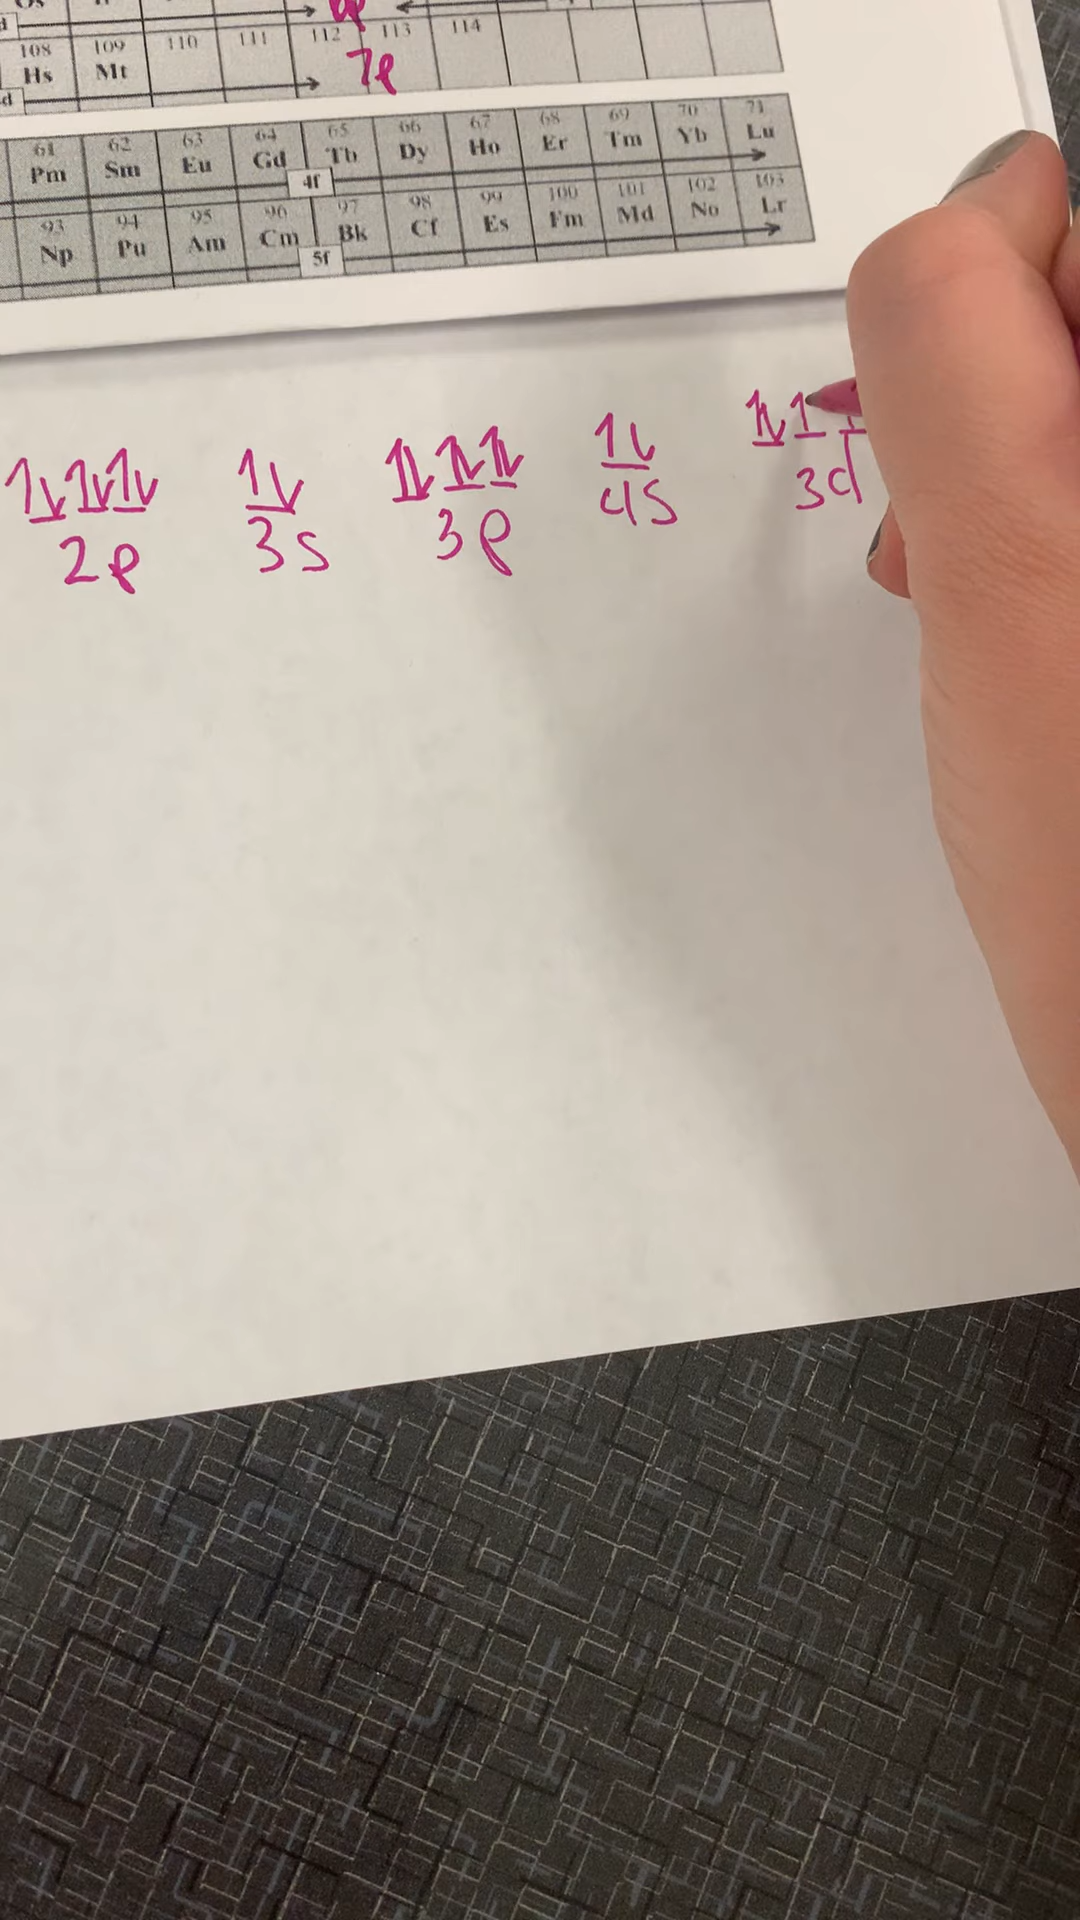 108 109 110 111 112 113 114
Hs Mt 7p
d
61 62 63 64 65 66 67 68 69 70 71
Pm Sm Eu Gd Tb Dy Ho Er Tm Yb Lu
4f
93 94 95 96 97 98 99 100 101 102 103
Np Pu Am Cm Bk Cf Es Fm Md No Lr
5f
2p 3s 3p 4s 3d